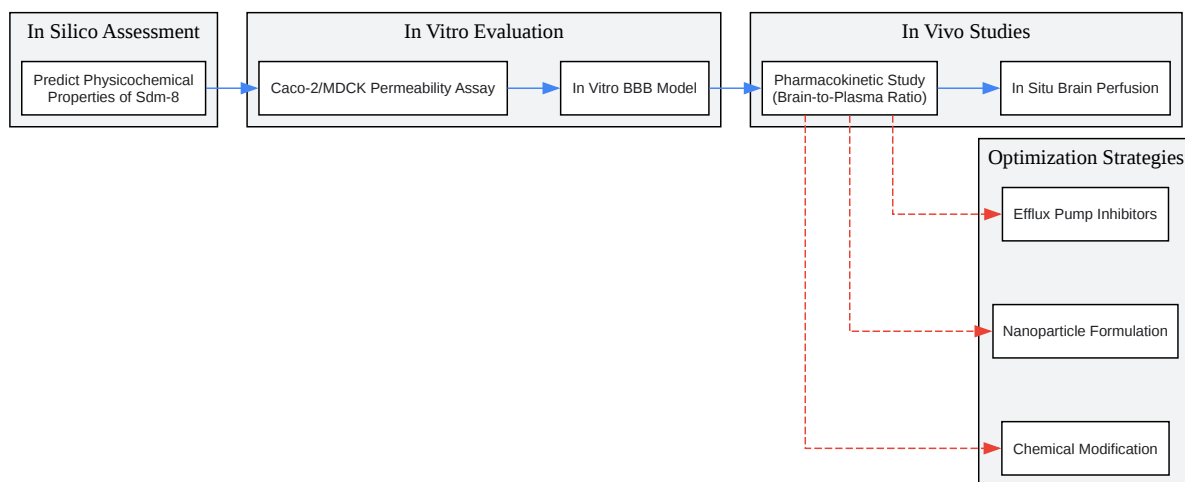 In Silico Assessment
Predict Physicochemical
Properties of Sdm-8
In Vitro Evaluation
Caco-2/MDCK Permeability Assay
In Vitro BBB Model
In Vivo Studies
Pharmacokinetic Study
(Brain-to-Plasma Ratio)
In Situ Brain Perfusion
Optimization Strategies
Efflux Pump Inhibitors
Nanoparticle Formulation
Chemical Modification